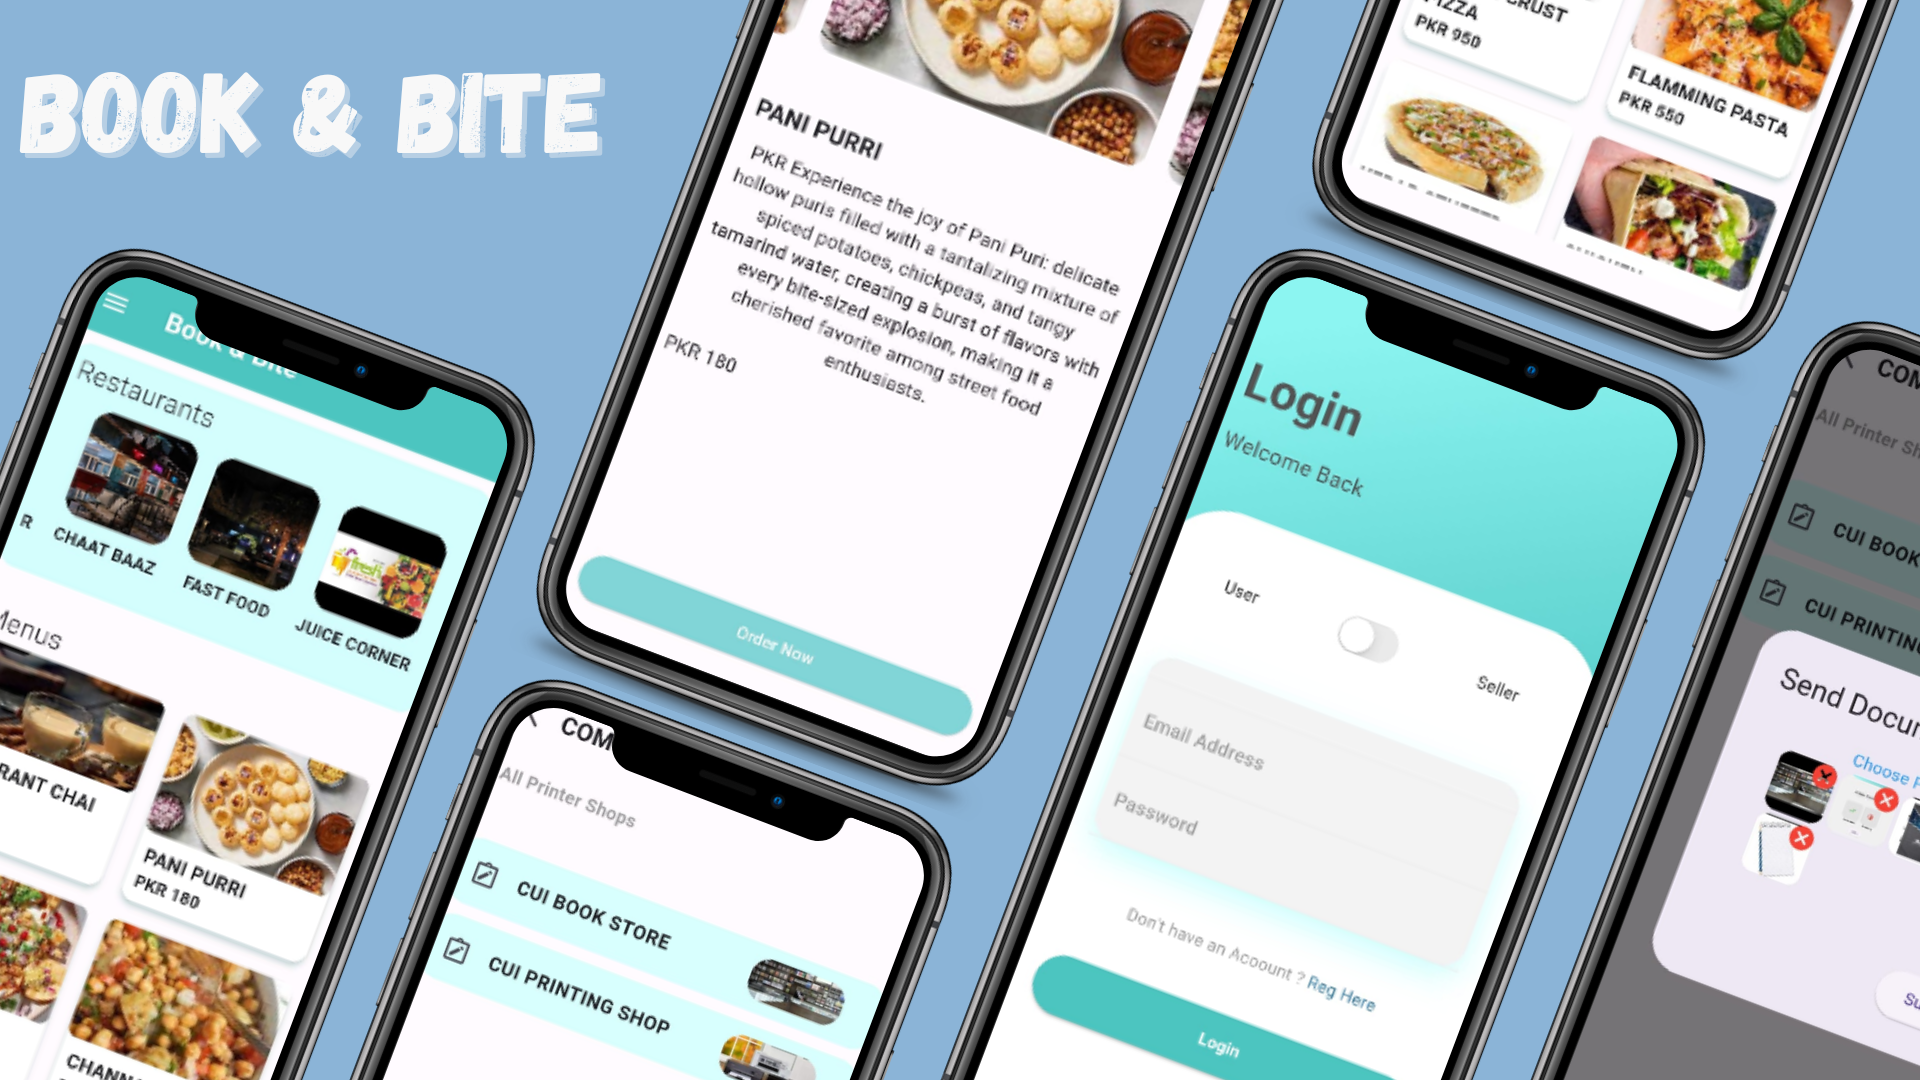 BOOK & BITE
Book & Bite
Restaurants
R
CHAAT BAAZ
FAST FOOD
JUICE CORNER
fresh
Menus
RANT CHAI
PANI PURRI
PKR 180
CHANN
PANI PURRI
PKR Experience the joy of Pani Puri: delicate
hollow puris filled with a tantalizing mixture of
spiced potatoes, chickpeas, and tangy
tamarind water, creating a burst of flavors with
every bite-sized explosion, making it a
cherished favorite among street food
enthusiasts.
PKR 180
Order Now
COM
All Printer Shops
CUI BOOK STORE
CUI PRINTING SHOP
CRUST
PIZZA
PKR 950
FLAMMING PASTA
PKR 550
Login
Welcome Back
User
Seller
Email Address
Password
Don't have an Acoount ? Reg Here
Login
COM
All Printer Sh
CUI BOOK
CUI PRINTING
Send Docum
Choose F
Su